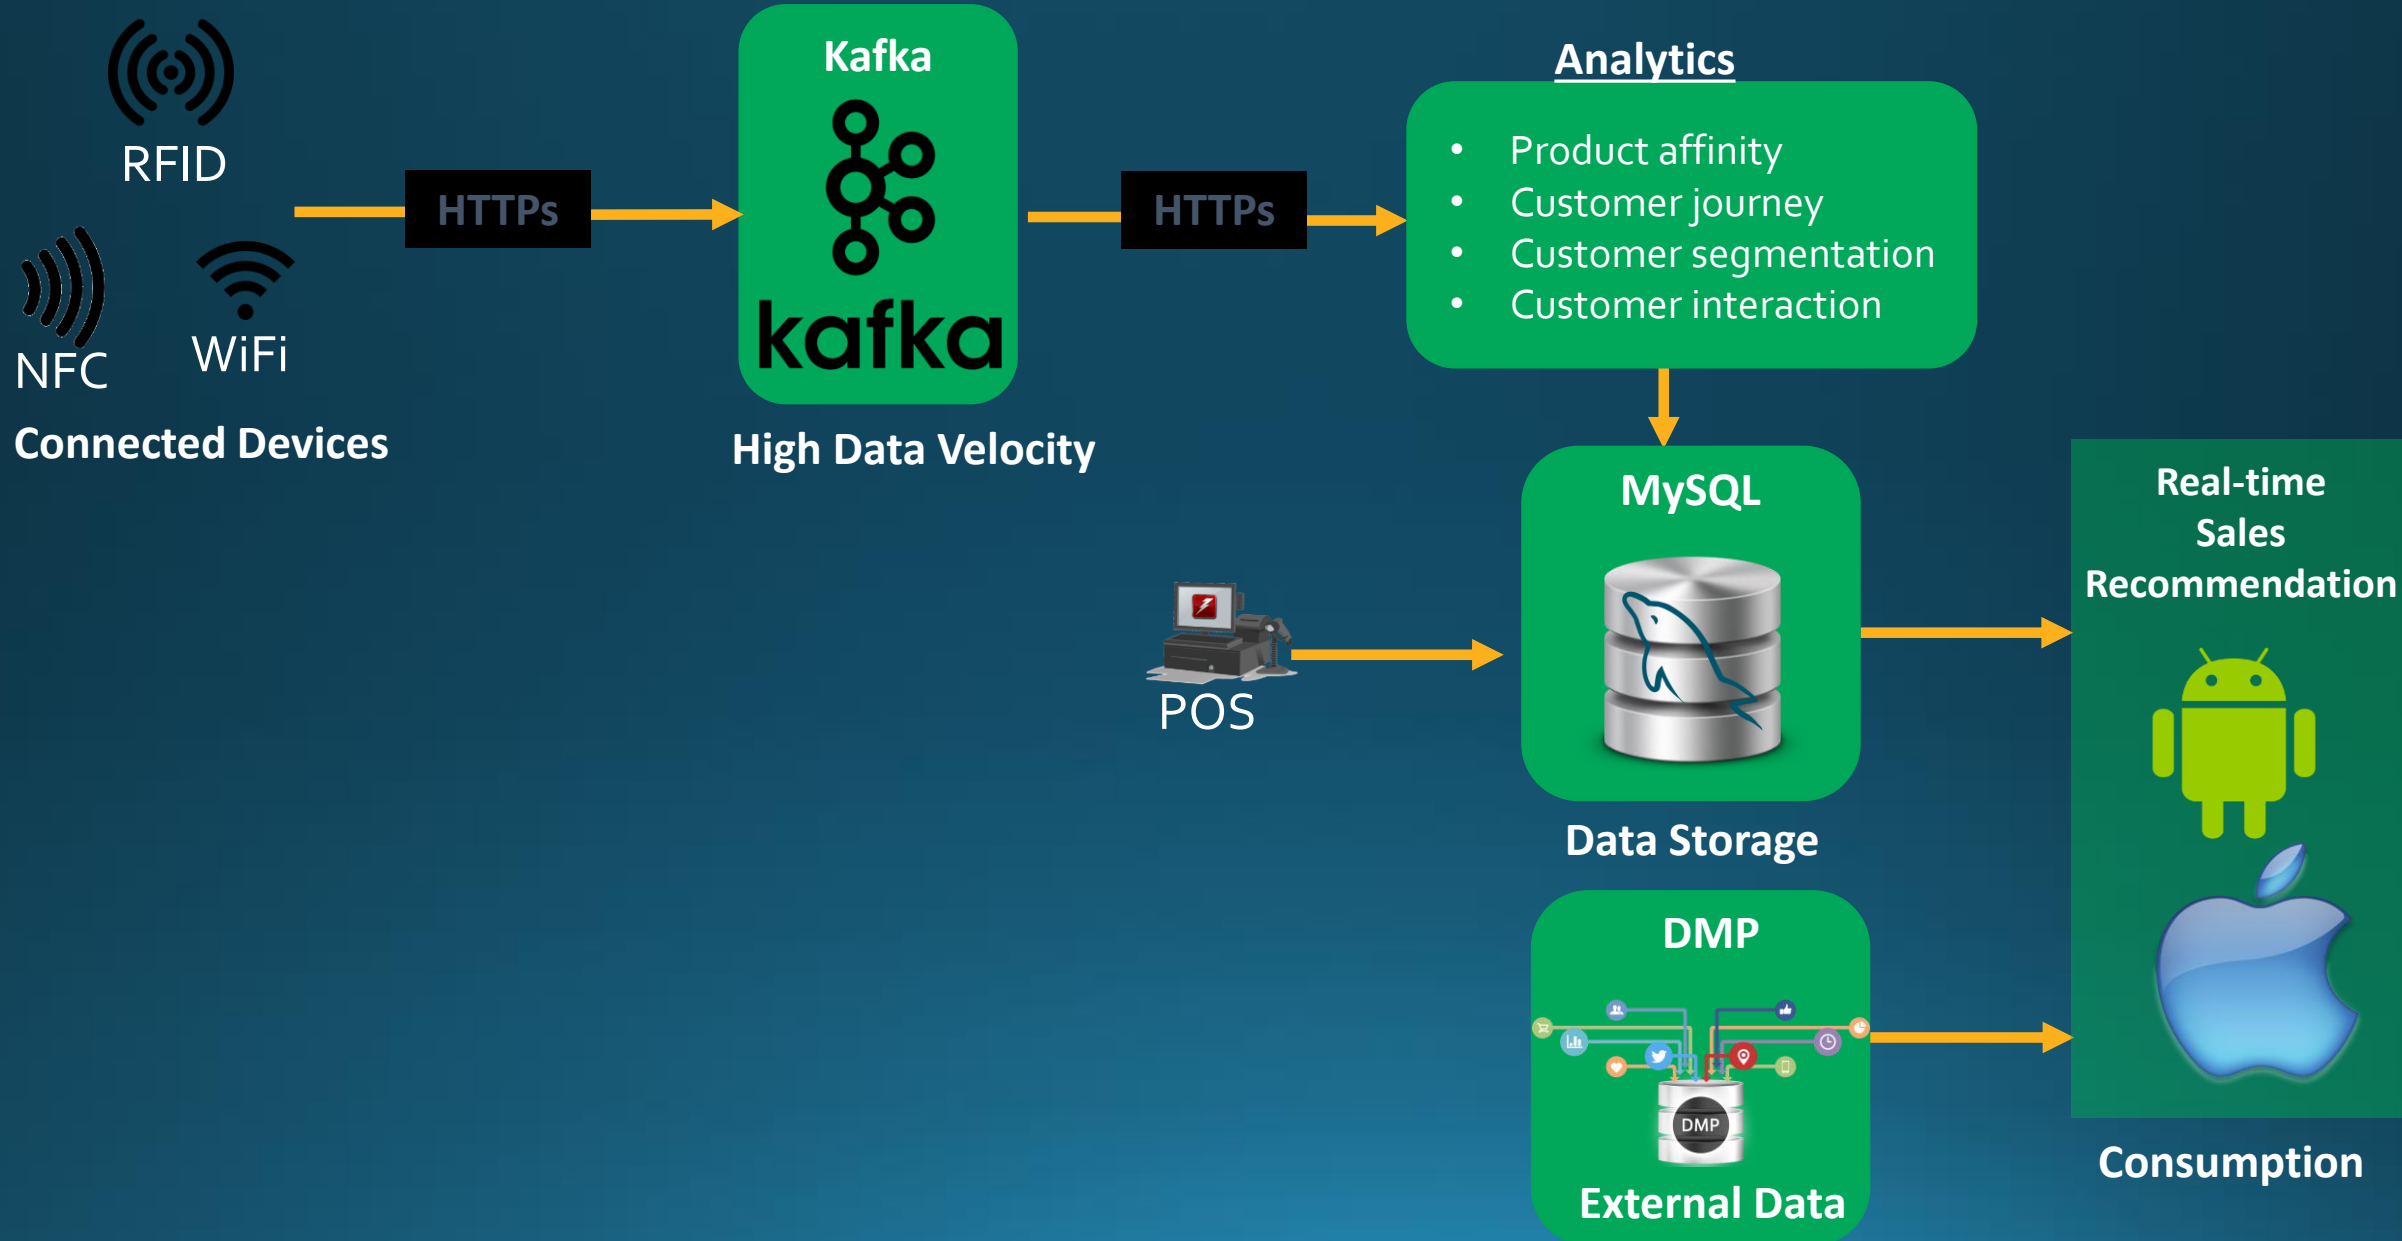 RFID
NFC
WiFi
Connected Devices
HTTPs
Kafka
kafka
High Data Velocity
HTTPs
Analytics
• Product affinity
• Customer journey
• Customer segmentation
• Customer interaction
MySQL
Data Storage
POS
DMP
DMP
External Data
Real-time
Sales
Recommendation
Consumption